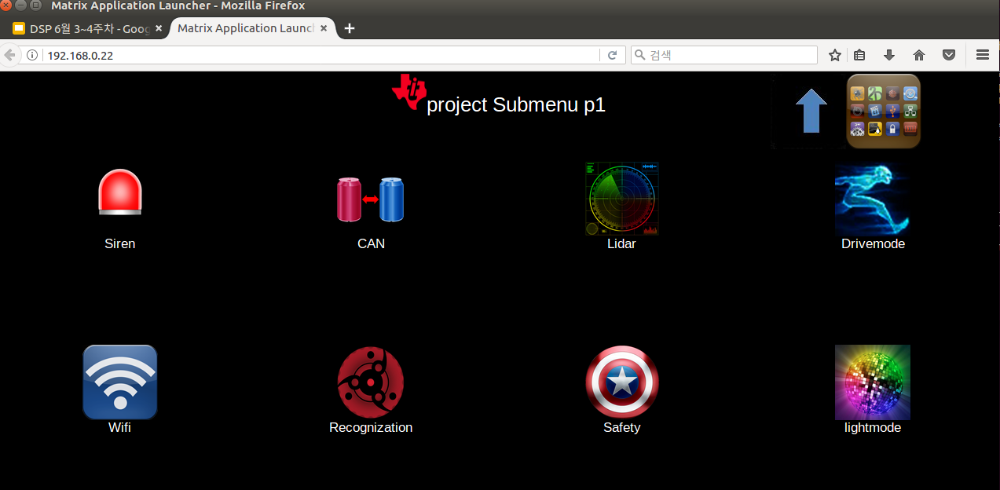 Matrix Application Launcher - Mozilla Firefox
DSP 6월 3~4주차 - Goog
Matrix Application Launc
192.168.0.22
검색
project Submenu p1
Siren
CAN
Lidar
Drivemode
Wifi
Recognization
Safety
lightmode